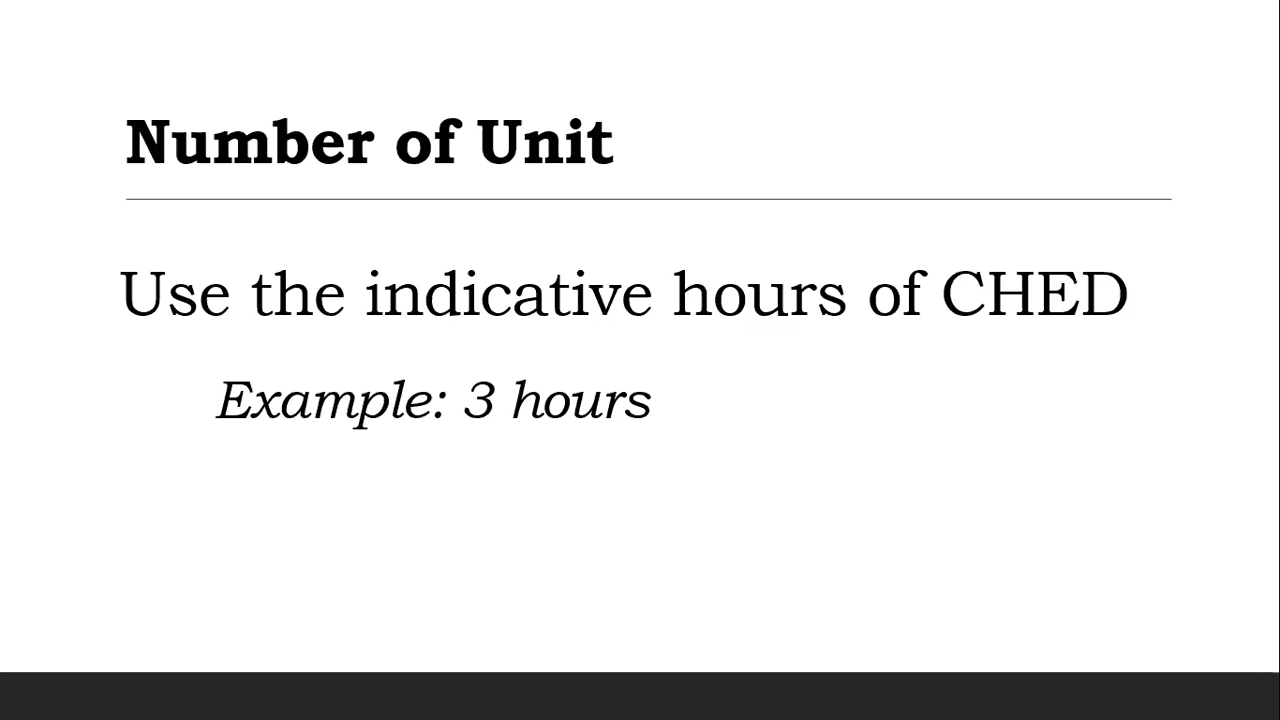 Number of Unit
Use the indicative hours of CHED
Example: 3 hours